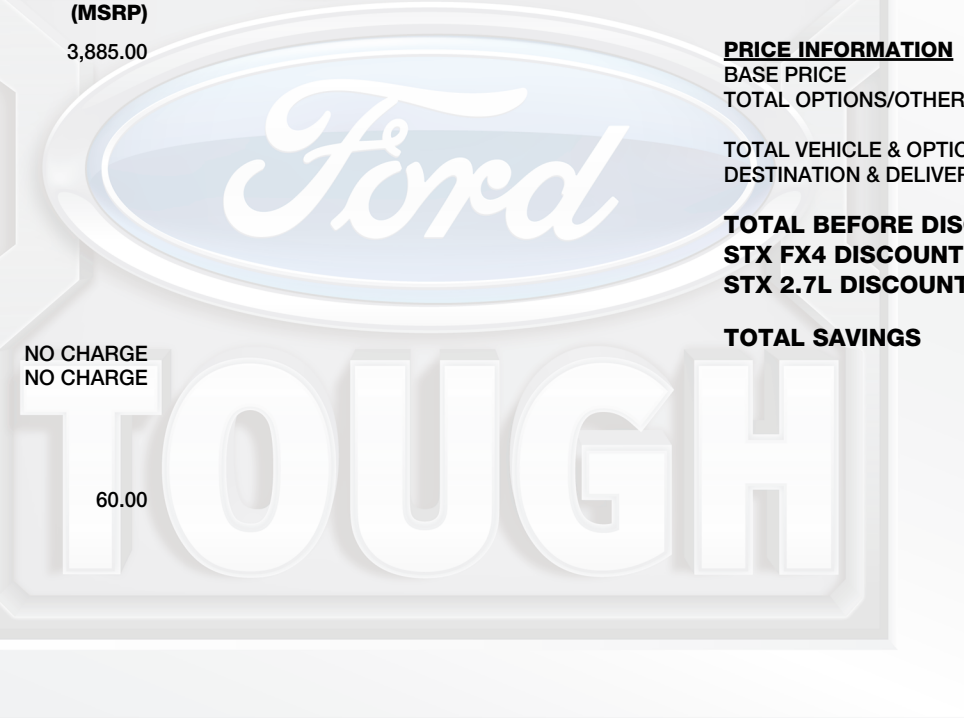 (MSRP)
3,885.00
NO CHARGE
NO CHARGE
60.00
PRICE INFORMATION
BASE PRICE
TOTAL OPTIONS/OTHER
TOTAL VEHICLE & OPTIO
DESTINATION & DELIVER
TOTAL BEFORE DIS
STX FX4 DISCOUNT
STX 2.7L DISCOUNT
TOTAL SAVINGS
Ford
TOUGH